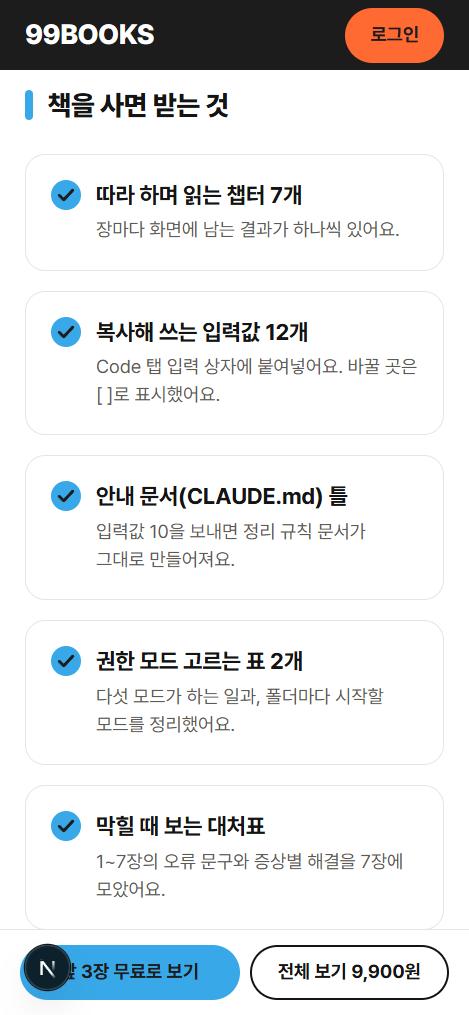 99BOOKS
로그인
책을 사면 받는 것
따라 하며 읽는 챕터 7개
장마다 화면에 남는 결과가 하나씩 있어요.
복사해 쓰는 입력값 12개
Code 탭 입력 상자에 붙여넣어요. 바꿀 곳은
[ ]로 표시했어요.
안내 문서(CLAUDE.md) 틀
입력값 10을 보내면 정리 규칙 문서가
그대로 만들어져요.
권한 모드 고르는 표 2개
다섯 모드가 하는 일과, 폴더마다 시작할
모드를 정리했어요.
막힐 때 보는 대처표
1~7장의 오류 문구와 증상별 해결을 7장에
모았어요.
N
3장 무료로 보기
전체 보기 9,900원